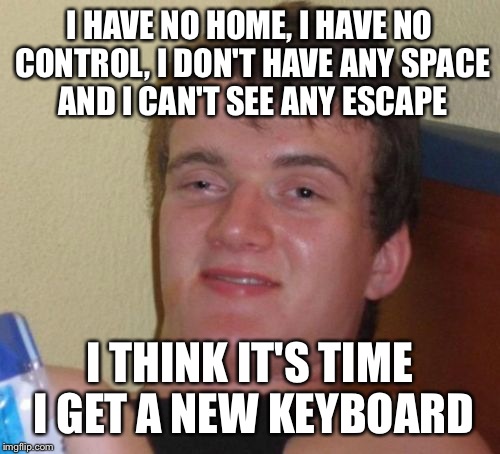 I HAVE NO HOME, I HAVE NO
CONTROL, I DON'T HAVE ANY SPACE
AND I CAN'T SEE ANY ESCAPE
I THINK IT'S TIME
I GET A NEW KEYBOARD
imgflip.com